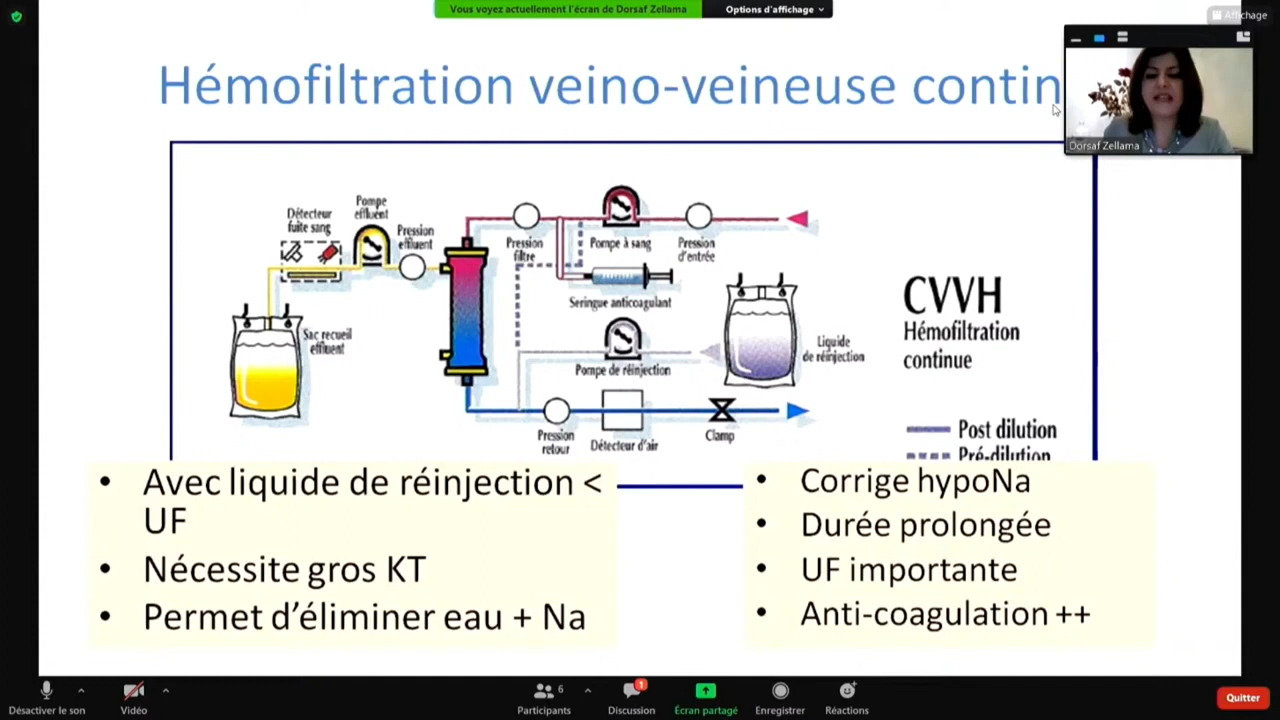 Vous voyez actuellement l'écran de Dorsaf Zellama
Options d'affichage
Affichage
Hémofiltration veino-veineuse contin
Dorsaf Zellama
Détecteur
fuite sang
Pompe
effluent
Pression
effluent
Pression
filtre
Pompe à sang
Pression
d'entrée
Seringue anticoagulant
Sac recueil
effluent
Pompe de réinjection
Liquide
de réinjection
CVVH
Hémofiltration
continue
Pression
retour
Détecteur d'air
Clamp
Post dilution
Pré-dilution
• Avec liquide de réinjection <
UF
• Nécessite gros KT
• Permet d'éliminer eau + Na
• Corrige hypoNa
• Durée prolongée
• UF importante
• Anti-coagulation ++
Désactiver le son
Vidéo
6
Participants
1
Discussion
Écran partagé
Enregistrer
Réactions
Quitter